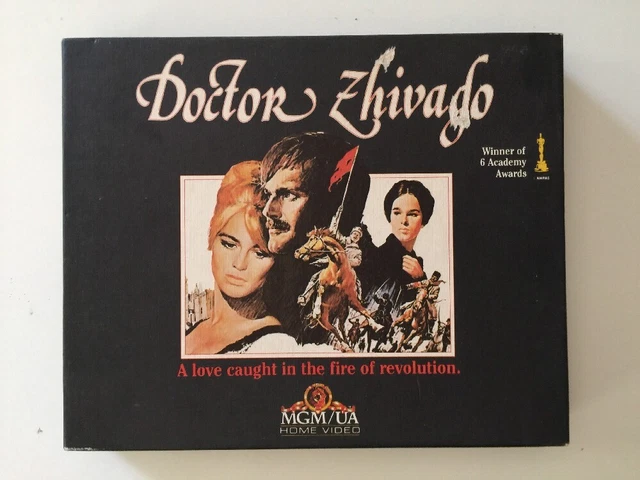 Doctor Zhivago
Winner of
6 Academy
Awards
A love caught in the fire of revolution.
MGM/UA
HOME VIDEO